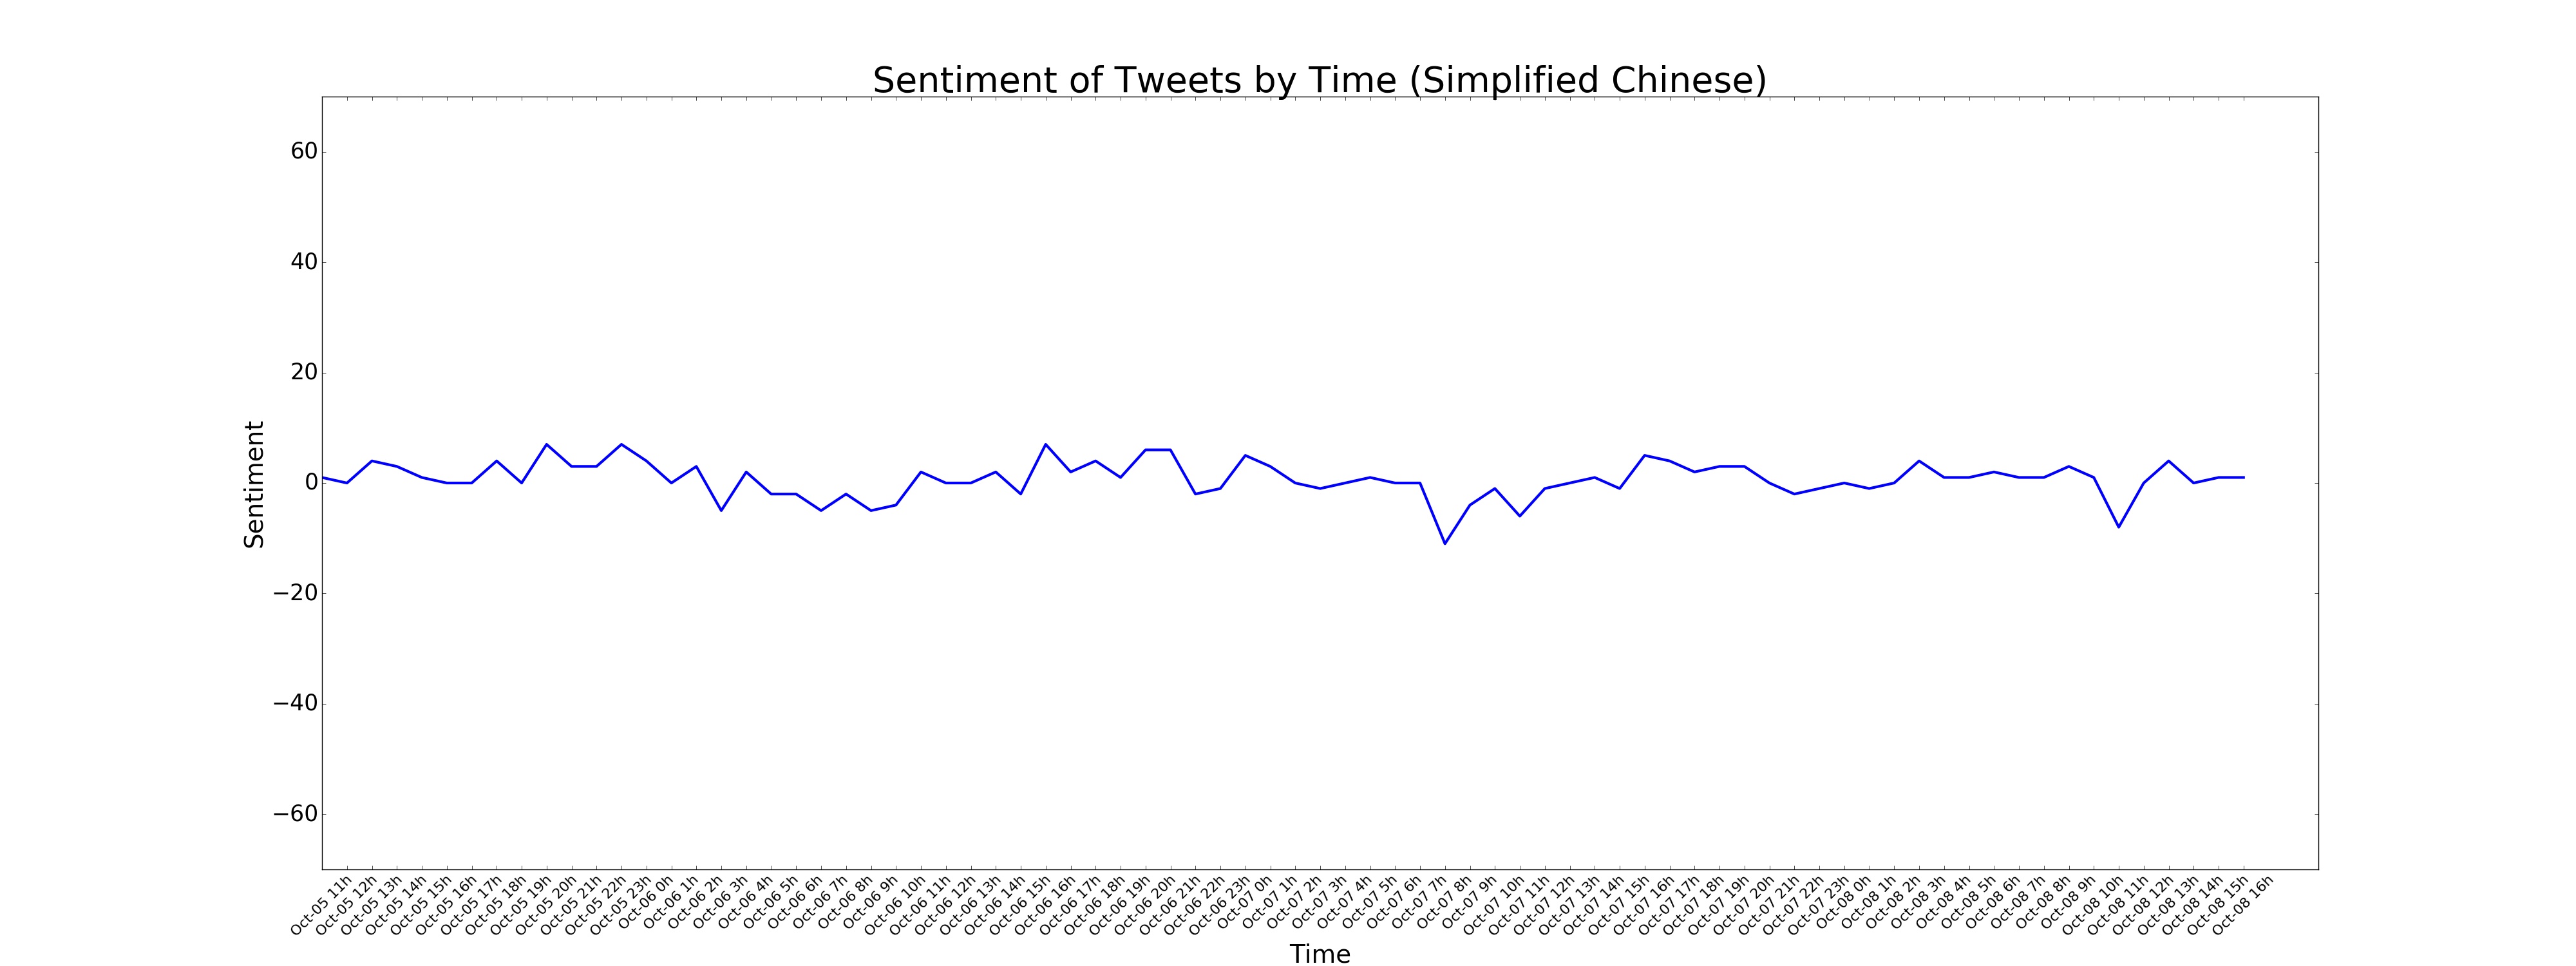 Sentiment of Tweets by Time (Simplified Chinese)
60
40
20
0
−20
−40
−60
Sentiment
Oct-05 11h
Oct-05 12h
Oct-05 13h
Oct-05 14h
Oct-05 15h
Oct-05 16h
Oct-05 17h
Oct-05 18h
Oct-05 19h
Oct-05 20h
Oct-05 21h
Oct-05 22h
Oct-05 23h
Oct-06 0h
Oct-06 1h
Oct-06 2h
Oct-06 3h
Oct-06 4h
Oct-06 5h
Oct-06 6h
Oct-06 7h
Oct-06 8h
Oct-06 9h
Oct-06 10h
Oct-06 11h
Oct-06 12h
Oct-06 13h
Oct-06 14h
Oct-06 15h
Oct-06 16h
Oct-06 17h
Oct-06 18h
Oct-06 19h
Oct-06 20h
Oct-06 21h
Oct-06 22h
Oct-06 23h
Oct-07 0h
Oct-07 1h
Oct-07 2h
Oct-07 3h
Oct-07 4h
Oct-07 5h
Oct-07 6h
Oct-07 7h
Oct-07 8h
Oct-07 9h
Oct-07 10h
Oct-07 11h
Oct-07 12h
Oct-07 13h
Oct-07 14h
Oct-07 15h
Oct-07 16h
Oct-07 17h
Oct-07 18h
Oct-07 19h
Oct-07 20h
Oct-07 21h
Oct-07 22h
Oct-07 23h
Oct-08 0h
Oct-08 1h
Oct-08 2h
Oct-08 3h
Oct-08 4h
Oct-08 5h
Oct-08 6h
Oct-08 7h
Oct-08 8h
Oct-08 9h
Oct-08 10h
Oct-08 11h
Oct-08 12h
Oct-08 13h
Oct-08 14h
Oct-08 15h
Oct-08 16h
Time